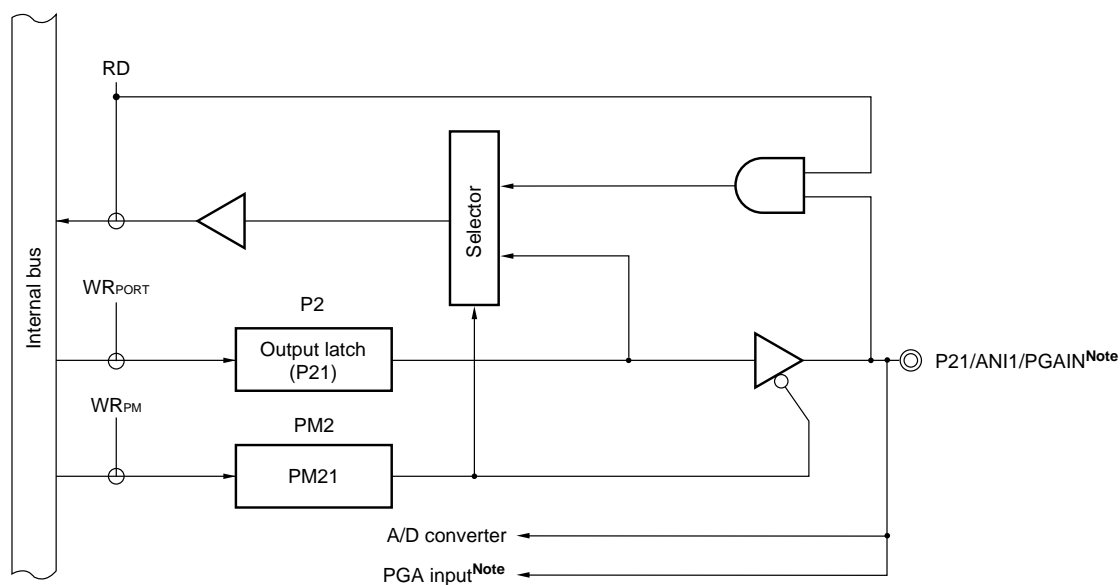 RD
Selector
Internal bus
WRPORT
P2
Output latch
(P21)
P21/ANI1/PGAINNote
WRPM
PM2
PM21
A/D converter
PGA inputNote